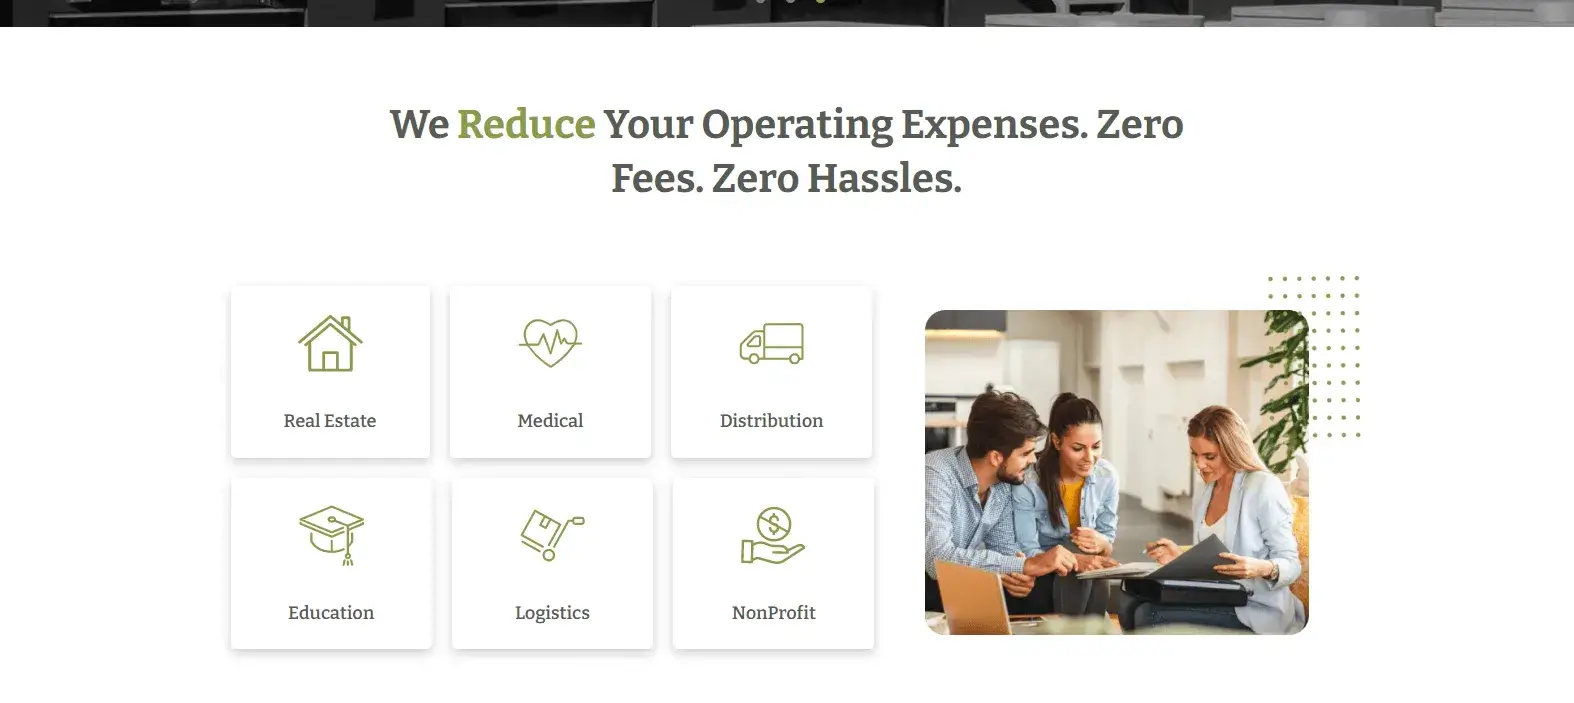 We Reduce Your Operating Expenses. Zero
Fees. Zero Hassles.
Real Estate
Medical
Distribution
Education
Logistics
NonProfit